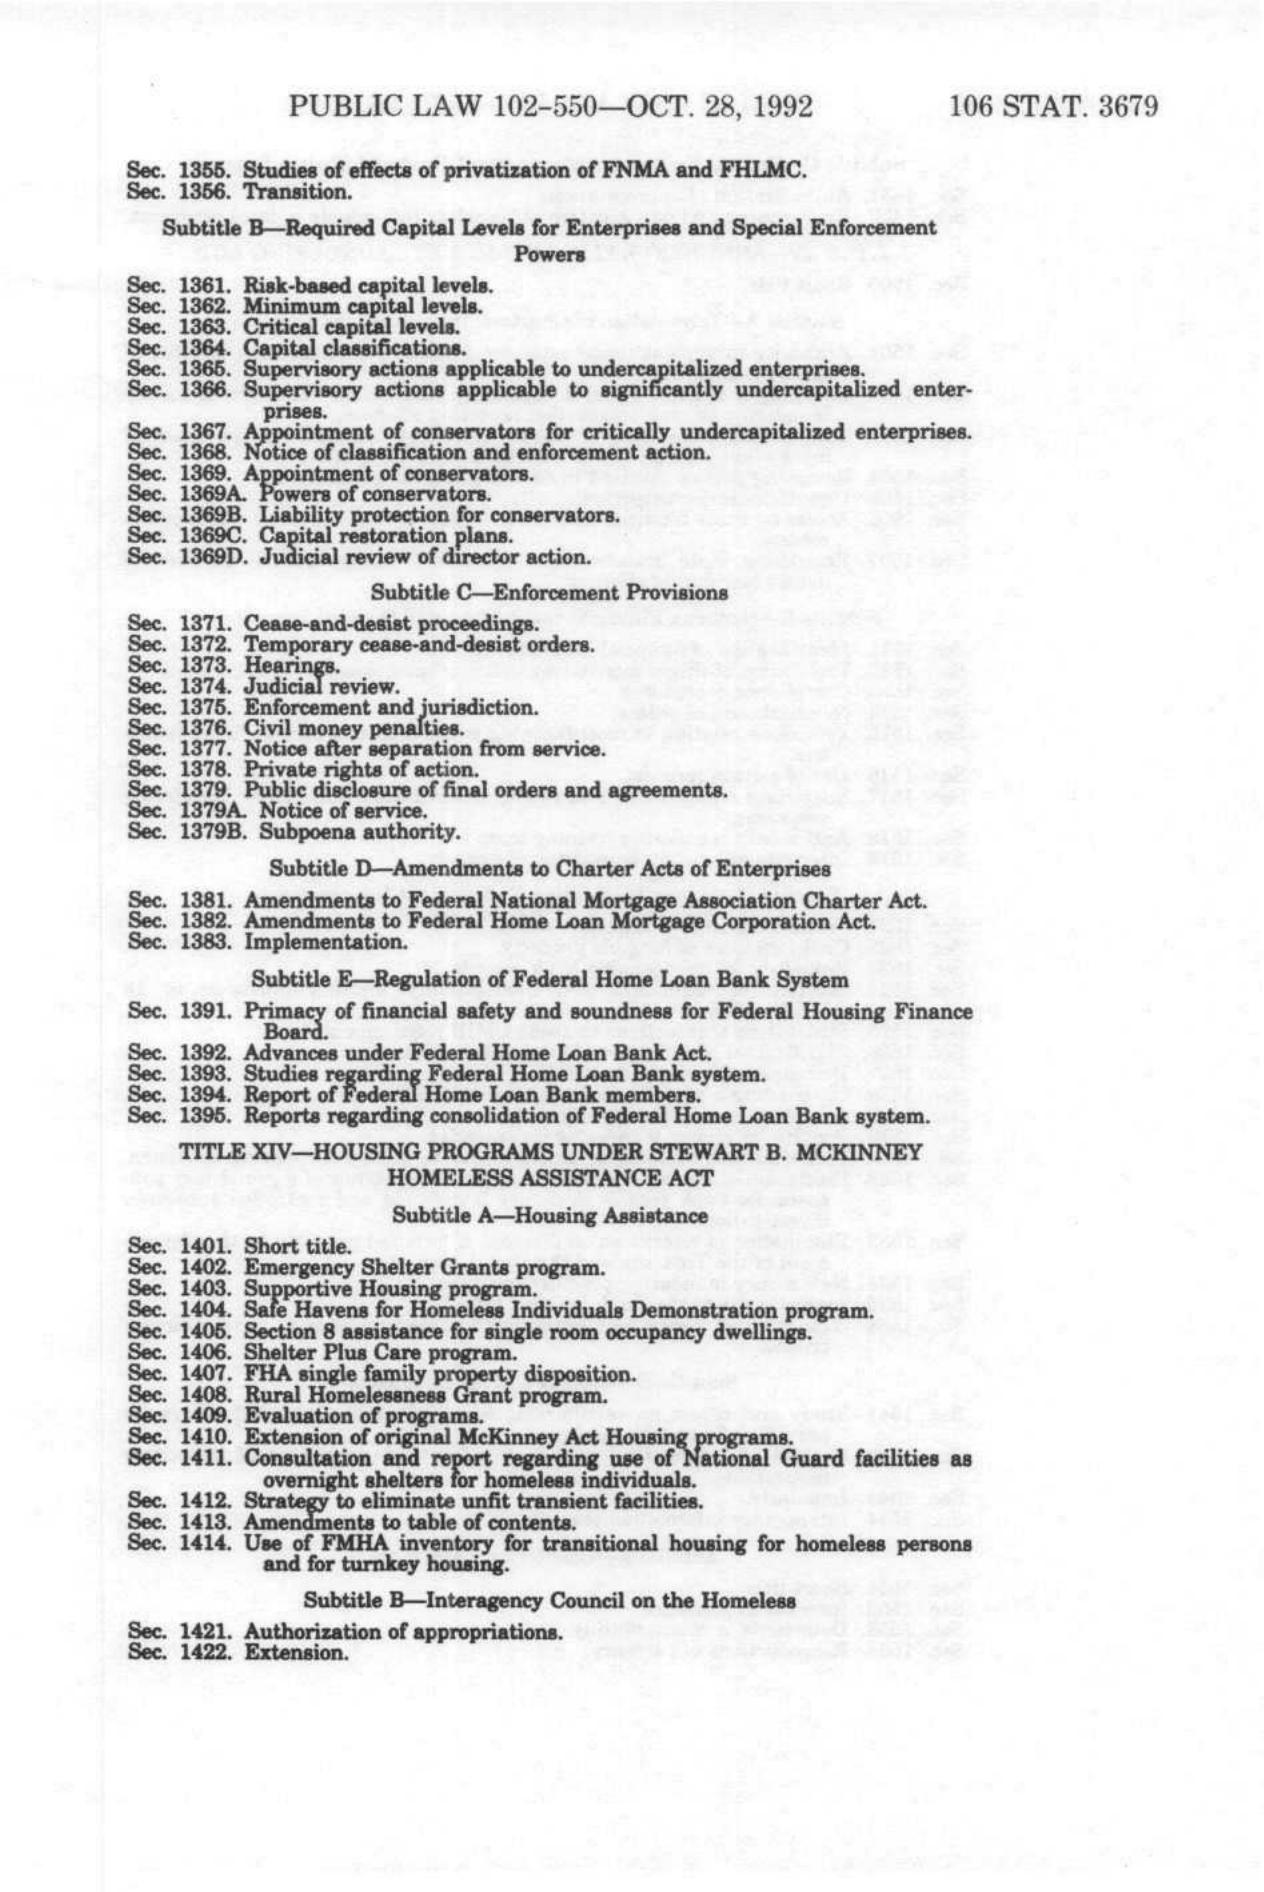 PUBLIC LAW 102-550—OCT. 28, 1992 106 STAT. 3679
Sec. 1355. Studies of effects of privatization of FNMA and FHLMC.
Sec. 1356. Transition.
Subtitle B—Required Capital Levels for Enterprises and Special Enforcement
Powers
Sec. 1361. Risk-based capital levels.
Sec. 1362. Minimum capital levels.
Sec. 1363. Critical capital levels.
Sec. 1364. Capital classifications.
Sec. 1365. Supervisory actions applicable to undercapitalized enterprises.
Sec. 1366. Supervisory actions applicable to significantly undercapitalized enter-
prises.
Sec. 1367. Appointment of conservators for critically undercapitalized enterprises.
Sec. 1368. Notice of classification and enforcement action.
Sec. 1369. Appointment of conservators.
Sec. 1369A. Powers of conservators.
Sec. 1369B. Liability protection for conservators.
Sec. 1369C. Capital restoration plans.
Sec. 1369D. Judicial review of director action.
Subtitle C—Enforcement Provisions
Sec. 1371. Cease-and-desist proceedings.
Sec. 1372. Temporary cease-and-desist orders.
Sec. 1373. Hearings.
Sec. 1374. Judicial review.
Sec. 1375. Enforcement and jurisdiction.
Sec. 1376. Civil money penalties.
Sec. 1377. Notice after separation from service.
Sec. 1378. Private rights of action.
Sec. 1379. Public disclosure of final orders and agreements.
Sec. 1379A. Notice of service.
Sec. 1379B. Subpoena authority.
Subtitle D—Amendments to Charter Acts of Enterprises
Sec. 1381. Amendments to Federal National Mortgage Association Charter Act.
Sec. 1382. Amendments to Federal Home Loan Mortgage Corporation Act.
Sec. 1383. Implementation.
Subtitle E—Regulation of Federal Home Loan Bank System
Sec. 1391. Primacy of financial safety and soundness for Federal Housing Finance
Board.
Sec. 1392. Advances under Federal Home Loan Bank Act.
Sec. 1393. Studies regarding Federal Home Loan Bank system.
Sec. 1394. Report of Federal Home Loan Bank members.
Sec. 1395. Reports regarding consolidation of Federal Home Loan Bank system.
TITLE XIV—HOUSING PROGRAMS UNDER STEWART B. MCKINNEY
HOMELESS ASSISTANCE ACT
Subtitle A—Housing Assistance
Sec. 1401. Short title.
Sec. 1402. Emergency Shelter Grants program.
Sec. 1403. Supportive Housing program.
Sec. 1404. Safe Havens for Homeless Individuals Demonstration program.
Sec. 1405. Section 8 assistance for single room occupancy dwellings.
Sec. 1406. Shelter Plus Care program.
Sec. 1407. FHA single family property disposition.
Sec. 1408. Rural Homelessness Grant program.
Sec. 1409. Evaluation of programs.
Sec. 1410. Extension of original McKinney Act Housing programs.
Sec. 1411. Consultation and report regarding use of National Guard facilities as
overnight shelters for homeless individuals.
Sec. 1412. Strategy to eliminate unfit transient facilities.
Sec. 1413. Amendments to table of contents.
Sec. 1414. Use of FMHA inventory for transitional housing for homeless persons
and for turnkey housing.
Subtitle B—Interagency Council on the Homeless
Sec. 1421. Authorization of appropriations.
Sec. 1422. Extension.